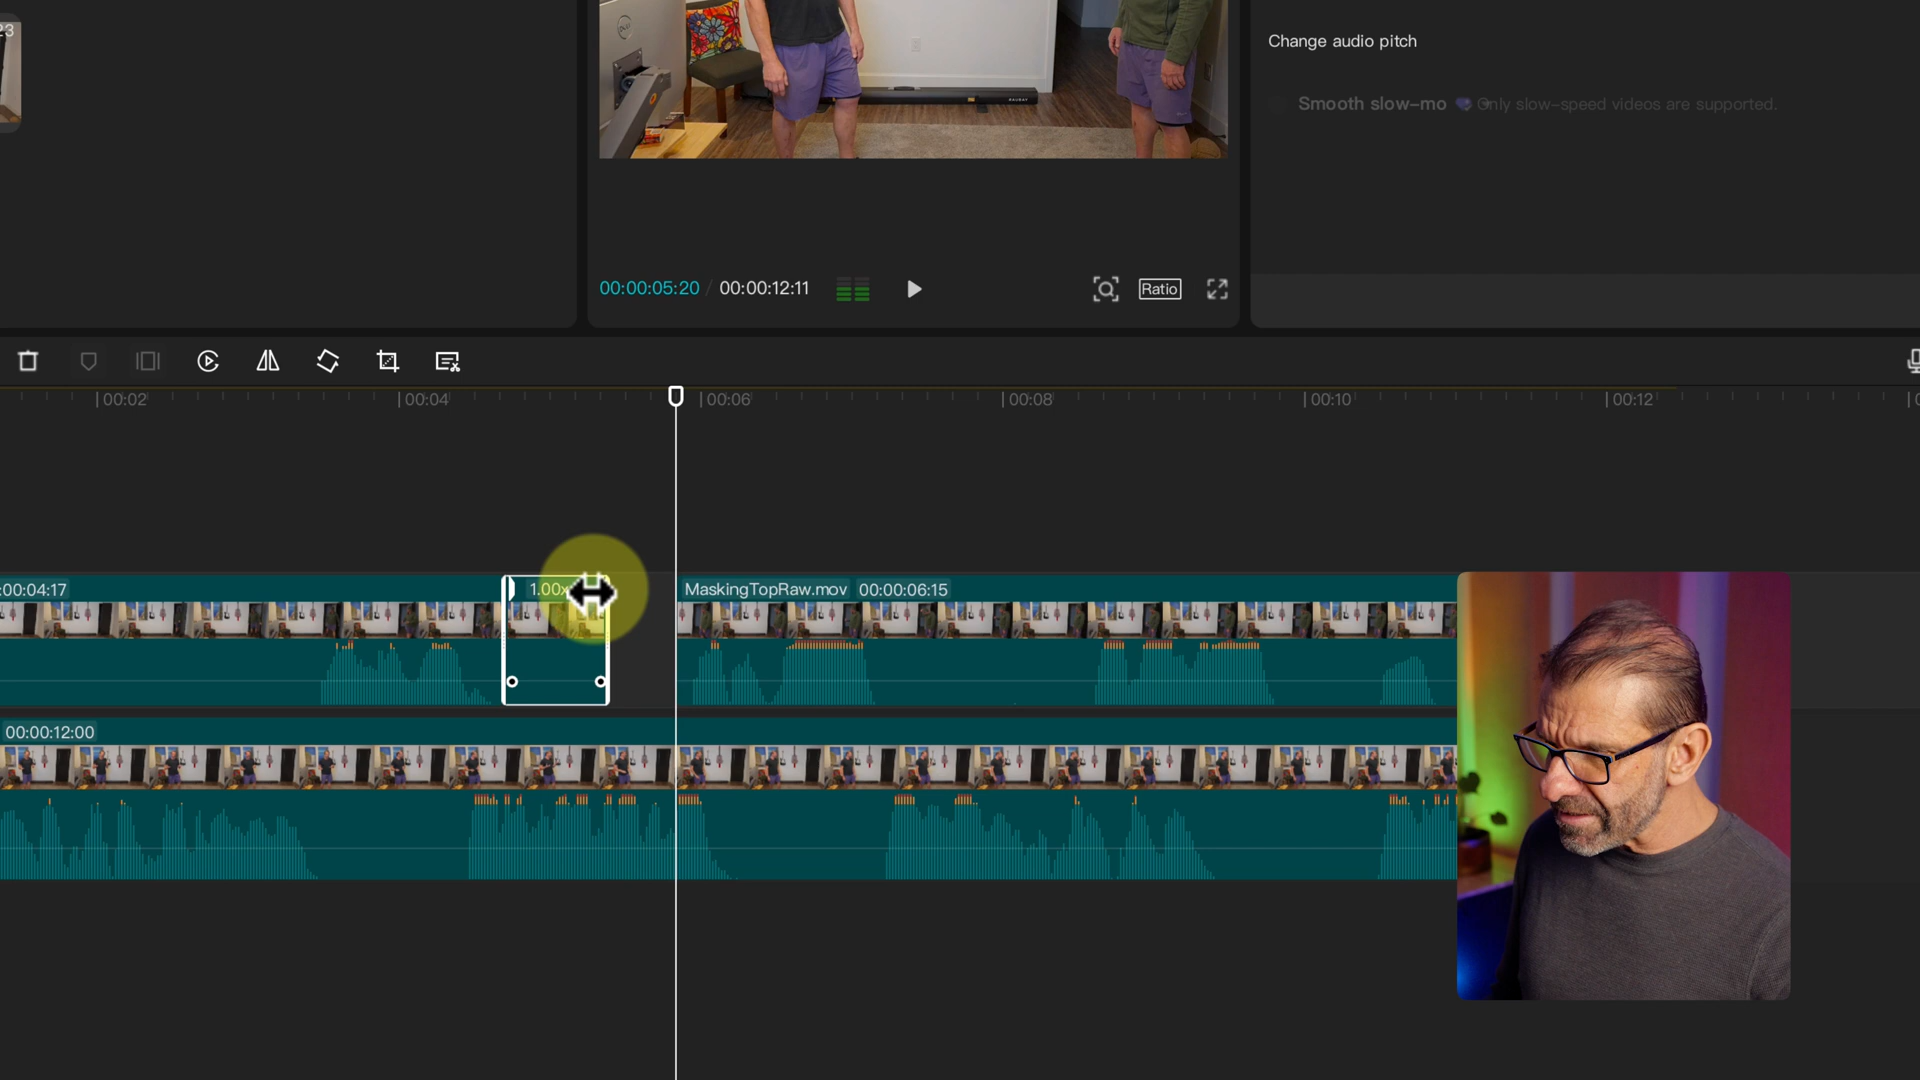 23
Change audio pitch
Smooth slow-mo Only slow-speed videos are supported.
00:00:05:20 / 00:00:12:11
Ratio
00:02
00:04
00:06
00:08
00:10
00:12
:00:04:17
1.00x
MaskingTopRaw.mov 00:00:06:15
00:00:12:00